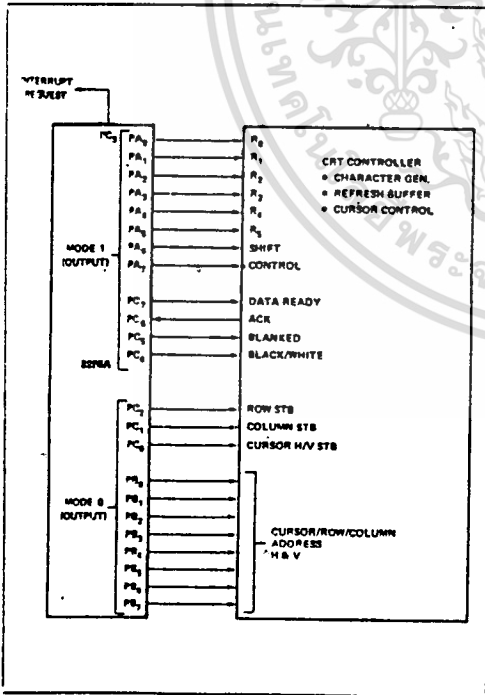 INTERRUPT
REQUEST
PC3
PA0 R0
PA1 R1
PA2 R2
PA3 R3
PA4 R4
PA5 R5
PA6 SHIFT
PA7 CONTROL
CRT CONTROLLER
• CHARACTER GEN.
• REFRESH BUFFER
• CURSOR CONTROL
MODE 1
(OUTPUT)
PC7 DATA READY
PC6 ACK
PC5 BLANKED
PC4 BLACK/WHITE
8255A
PC2 ROW STB
PC1 COLUMN STB
PC0 CURSOR H/V STB
MODE 0
(OUTPUT)
PB0
PB1
PB2
PB3
PB4
PB5
PB6
PB7
CURSOR/ROW/COLUMN
ADDRESS
H & V